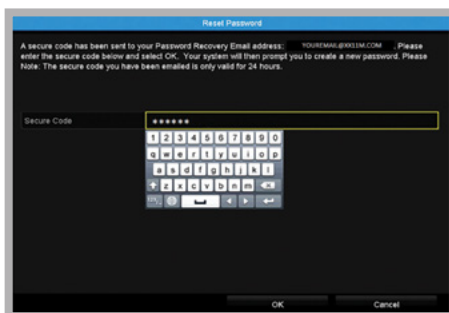 Reset Password
A secure code has been sent to your Password Recovery Email address: YOUREMAIL@XX11M.COM . Please
enter the secure code below and select OK. Your system will then prompt you to create a new password. Please
Note: The secure code you have been emailed is only valid for 24 hours.
Secure Code ******
1 2 3 4 5 6 7 8 9 0
q w e r t y u i o p
a s d f g h j k l
z x c v b n m
OK Cancel